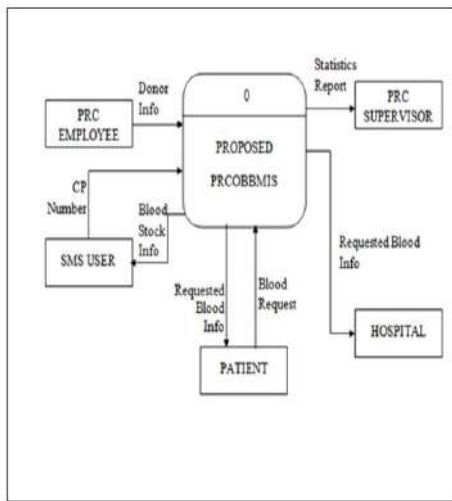 Donor
Info
PRC
EMPLOYEE
0
PROPOSED
PRCOBBMIS
Statistics
Report
PRC
SUPERVISOR
CP
Number
Blood
Stock
Info
SMS USER
Requested
Blood
Info
Blood
Request
Requested Blood
Info
HOSPITAL
PATIENT